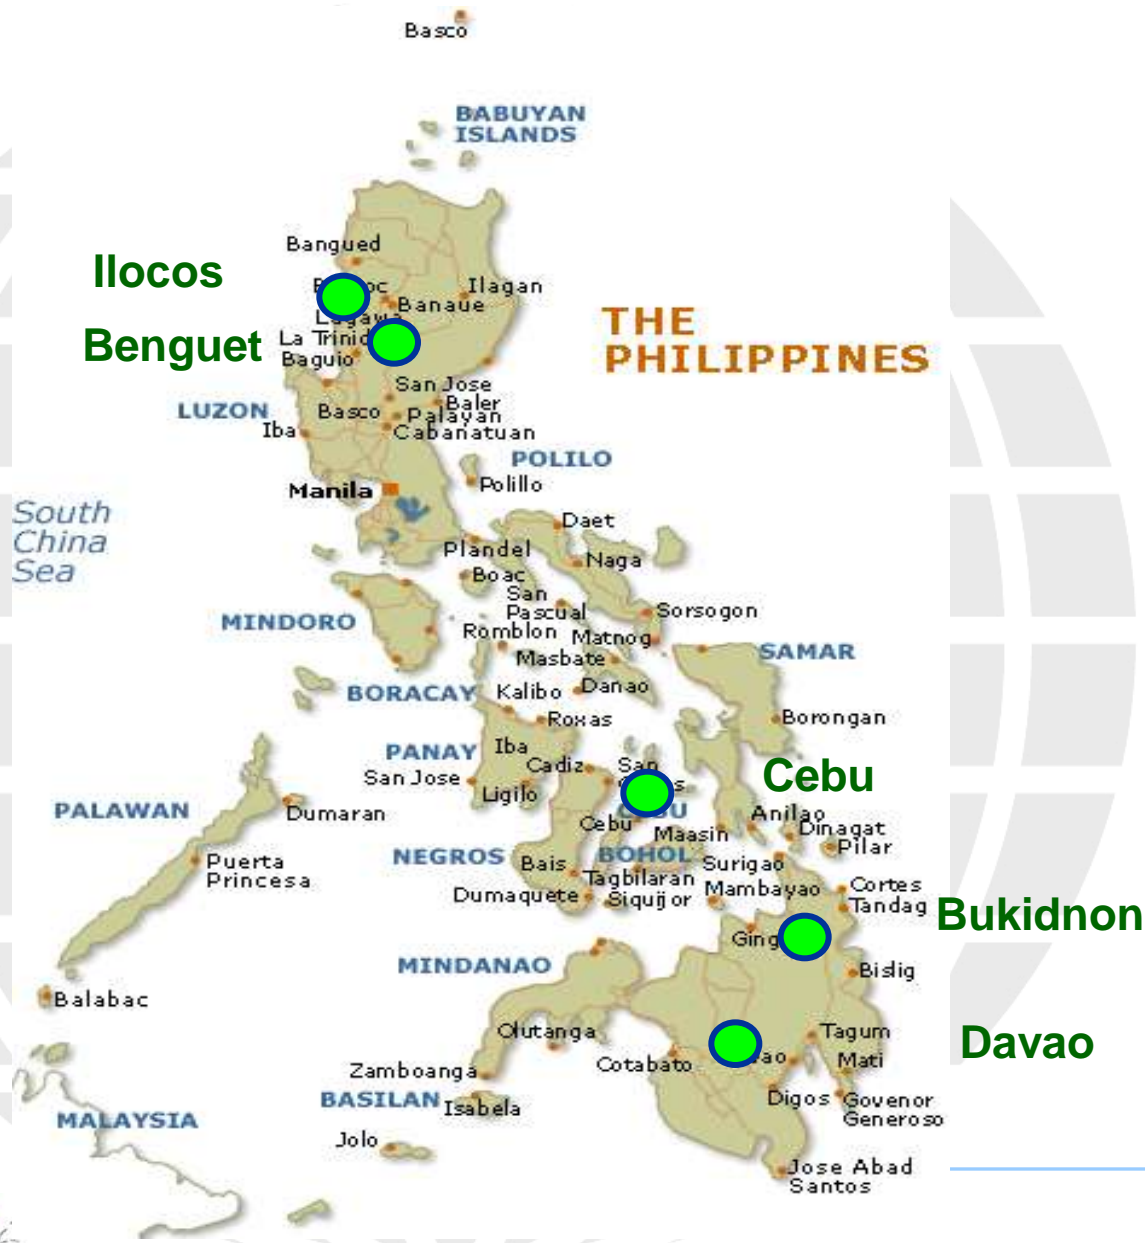 Basco
BABUYAN
ISLANDS
Bangued
Ilocos
Ilagan
Banaue
THE
PHILIPPINES
Benguet
La Trinid
Baguio
San Jose
LUZON
Basco
Baler
Palayan
Iba
Cabanatuan
POLILO
Manila
Polillo
South
China
Sea
Daet
Plandel
Naga
Boac
San
Pascual
Sorsogon
MINDORO
Romblon
Matnog
Masbate
SAMAR
BORACAY
Kalibo
Danao
Roxas
Borongan
PANAY
Iba
Cadiz
San
San Jose
Ligilo
Cebu
PALAWAN
Dumaran
Cebu
Maasin
Anilao
Dinagat
Pilar
NEGROS
Bais
BOHOL
Surigao
Puerta
Princesa
Tagbilaran
Mambayao
Cortes
Dumaquete
Siquijor
Tandag
Bukidnon
Ging
MINDANAO
Bislig
Balabac
Olutanga
Tagum
Davao
Cotabato
ao
Mati
Zamboanga
BASILAN
Isabela
Digos
Govenor
Generoso
MALAYSIA
Jolo
Jose Abad
Santos